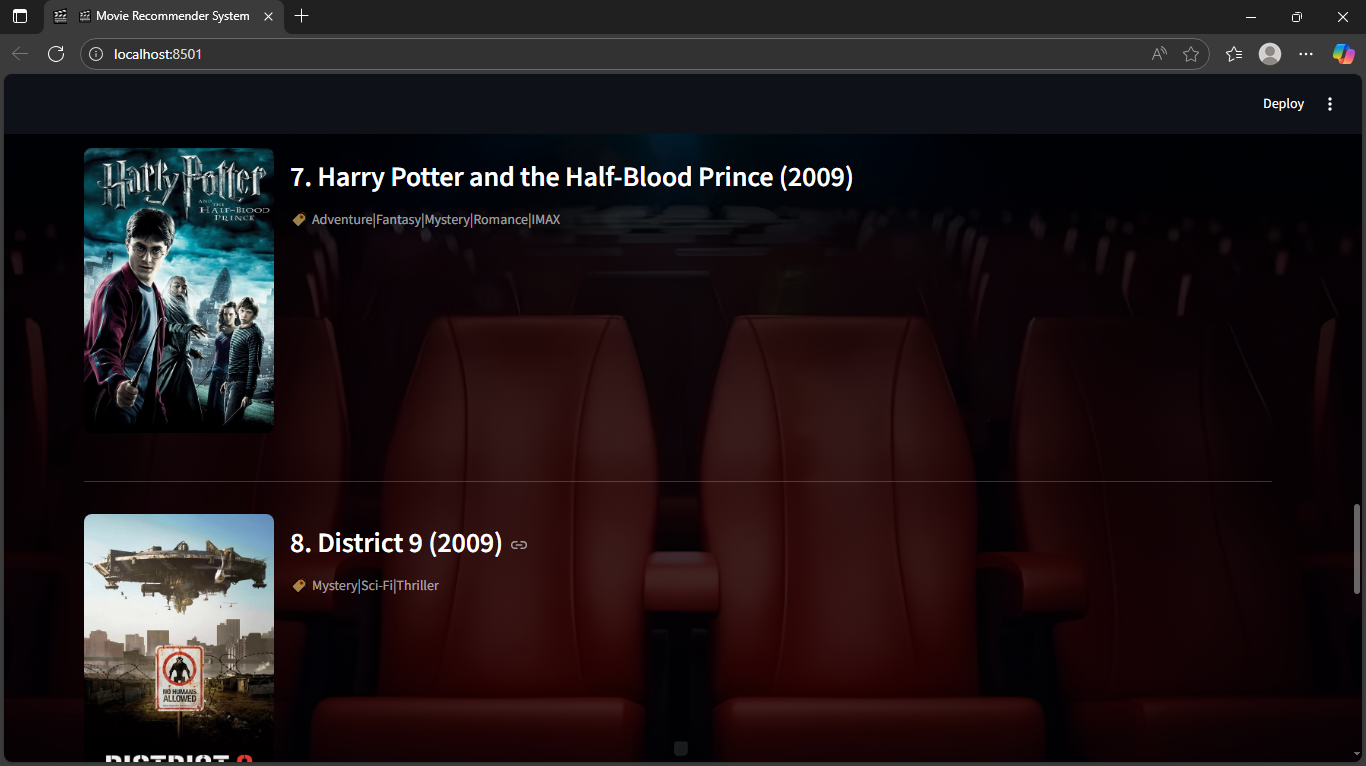 Movie Recommender System
localhost:8501
Deploy
Harry Potter
AND THE
HALF-BLOOD
PRINCE
7. Harry Potter and the Half-Blood Prince (2009)
Adventure|Fantasy|Mystery|Romance|IMAX
8. District 9 (2009)
Mystery|Sci-Fi|Thriller
NO HUMANS
ALLOWED
DISTRICT 9